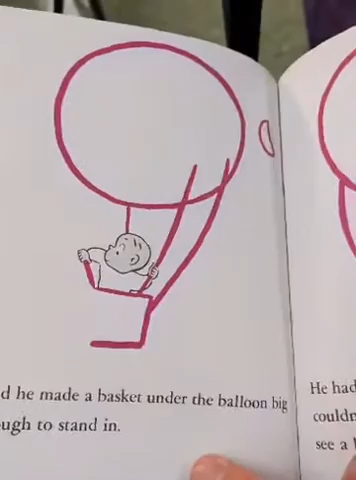 d he made a basket under the balloon big
ugh to stand in.
He had
couldn
see a